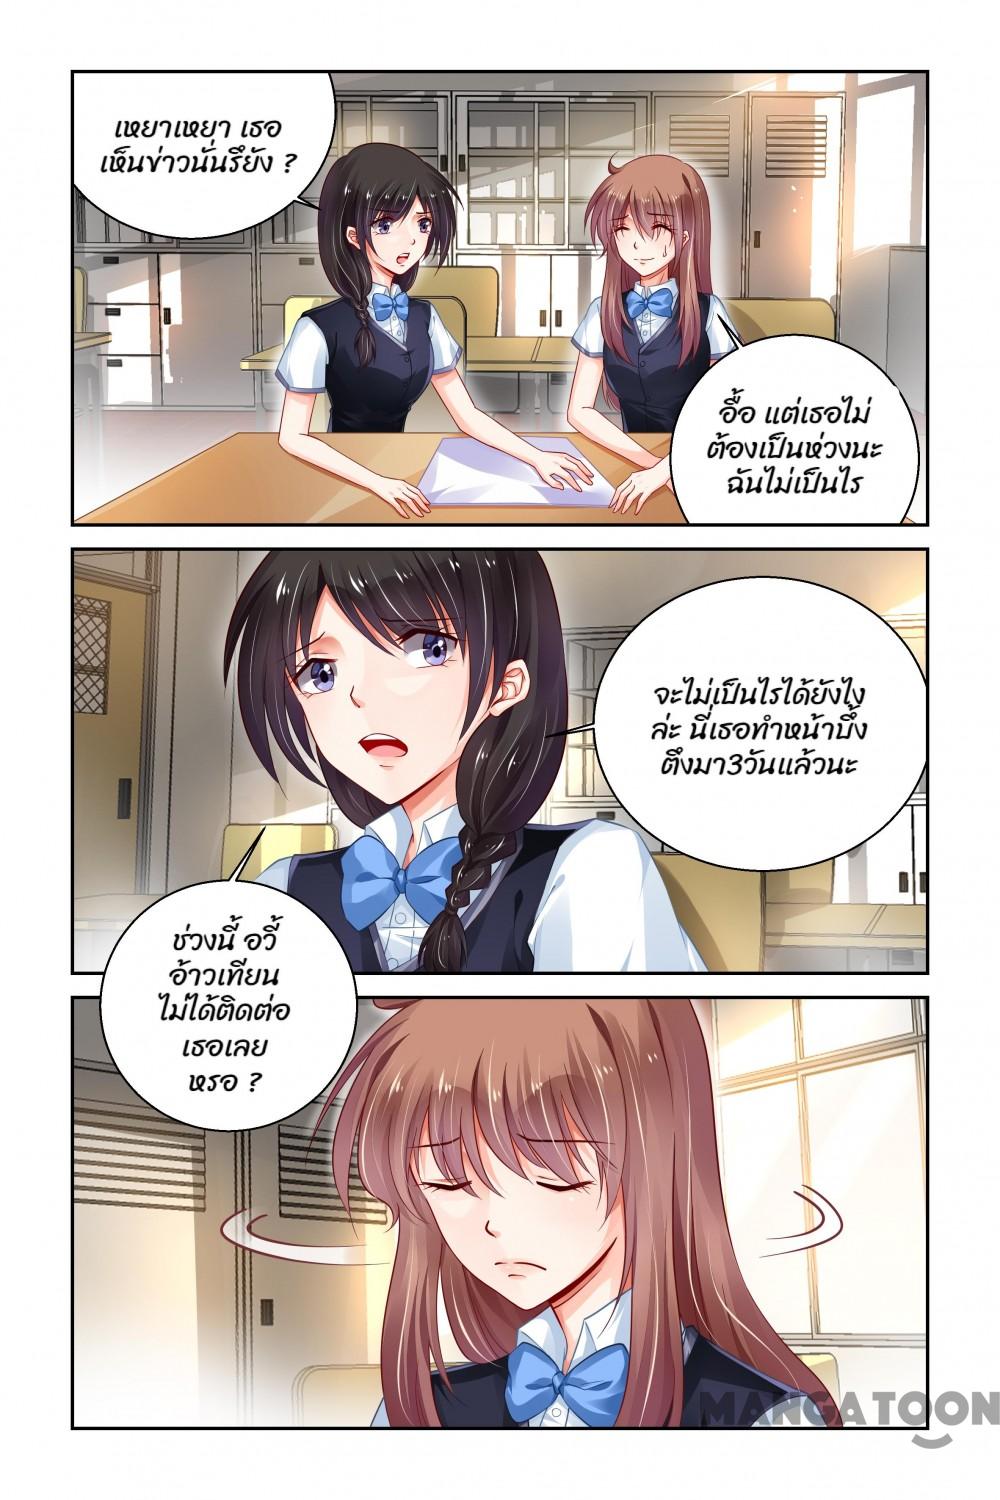 เหยาเหยา เธอ
เห็นข่าวนั่นรึยัง ?
อื้อ แต่เธอไม่
ต้องเป็นห่วงนะ
ฉันไม่เป็นไร
จะไม่เป็นไรได้ยังไง
ล่ะ นี่เธอทำหน้าบึ้ง
ตึงมา3วันแล้วนะ
ช่วงนี้ อวี้
อ้าวเทียน
ไม่ได้ติดต่อ
เธอเลย
หรอ ?
MANGATOON